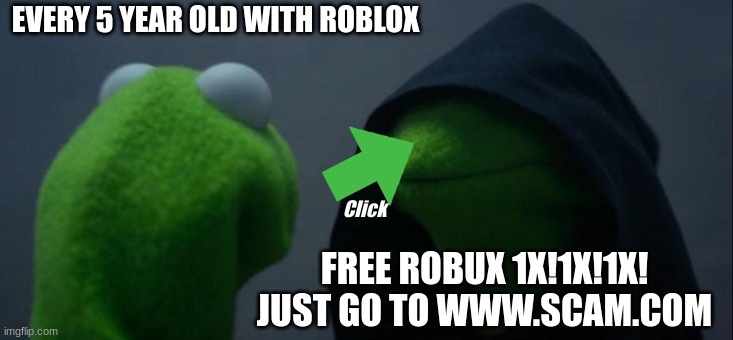 EVERY 5 YEAR OLD WITH ROBLOX
Click
FREE ROBUX 1X!1X!1X!
JUST GO TO WWW.SCAM.COM
imgflip.com